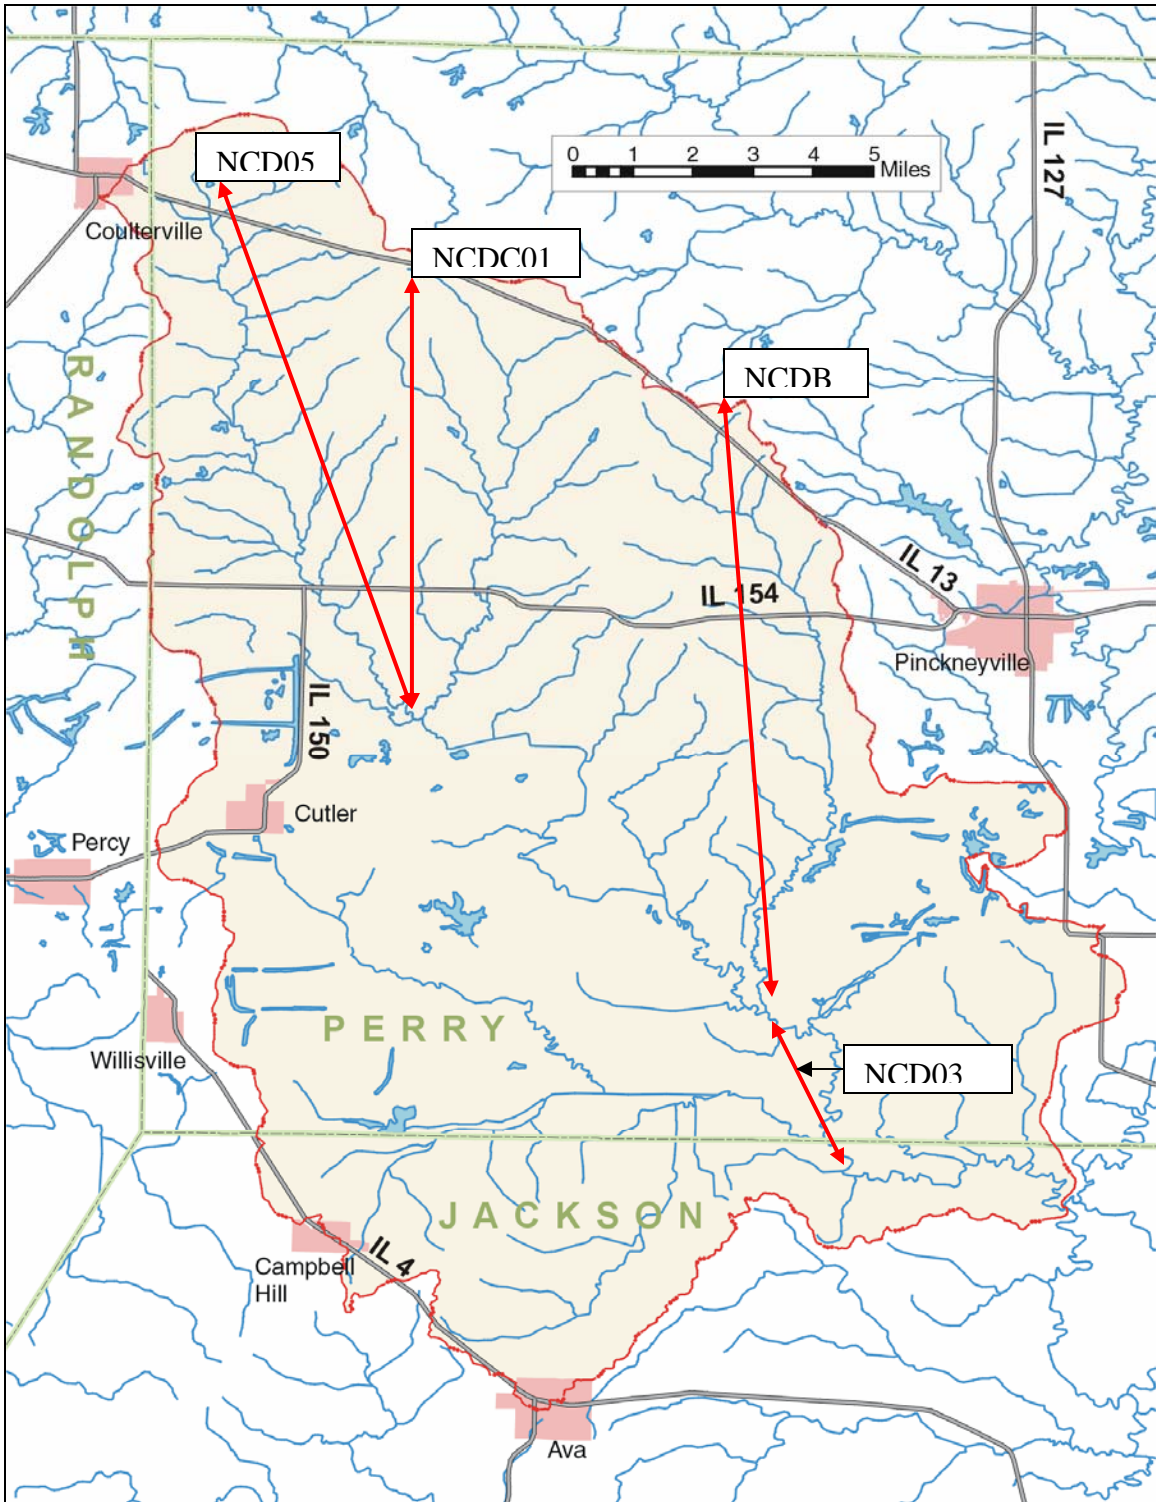 NCD05
0 1 2 3 4 5
Miles
IL 127
Coulterville
NCDC01
RANDOLPH
NCDB
IL 13
IL 154
Pinckneyville
IL 150
Cutler
Percy
PERRY
Willisville
NCD03
JACKSON
IL 4
Campbell
Hill
Ava